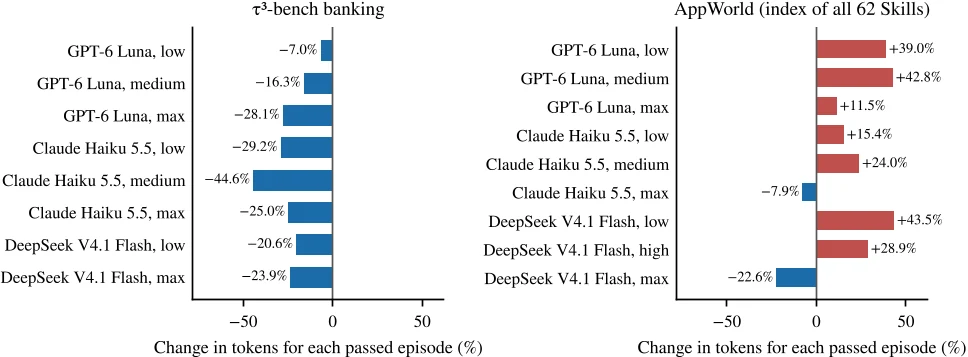 τ³-bench banking
GPT-6 Luna, low −7.0%
GPT-6 Luna, medium −16.3%
GPT-6 Luna, max −28.1%
Claude Haiku 5.5, low −29.2%
Claude Haiku 5.5, medium −44.6%
Claude Haiku 5.5, max −25.0%
DeepSeek V4.1 Flash, low −20.6%
DeepSeek V4.1 Flash, max −23.9%
−50 0 50
Change in tokens for each passed episode (%)
AppWorld (index of all 62 Skills)
GPT-6 Luna, low +39.0%
GPT-6 Luna, medium +42.8%
GPT-6 Luna, max +11.5%
Claude Haiku 5.5, low +15.4%
Claude Haiku 5.5, medium +24.0%
Claude Haiku 5.5, max −7.9%
DeepSeek V4.1 Flash, low +43.5%
DeepSeek V4.1 Flash, high +28.9%
DeepSeek V4.1 Flash, max −22.6%
−50 0 50
Change in tokens for each passed episode (%)